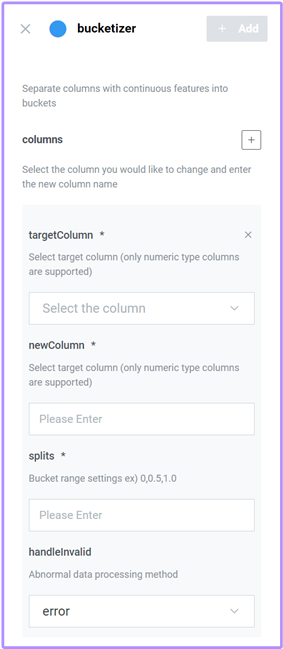 bucketizer
+ Add
Separate columns with continuous features into
buckets
columns
+
Select the column you would like to change and enter
the new column name
targetColumn *
Select target column (only numeric type columns
are supported)
Select the column
newColumn *
Select target column (only numeric type columns
are supported)
Please Enter
splits *
Bucket range settings ex) 0,0.5,1.0
Please Enter
handleInvalid
Abnormal data processing method
error